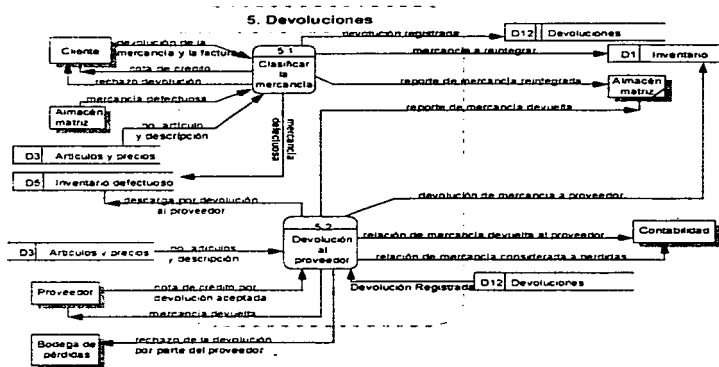 5. Devoluciones
devolución registrada
D12 Devoluciones
Cliente
devolución de la
mercancía y la factura
5.1
Clasificar
la
mercancía
mercancía a reintegrar
D1 Inventario
nota de crédito
rechazo devolución
reporte de mercancía reintegrada
Almacén
matriz
mercancía defectuosa
reporte de mercancía devuelta
Almacén
matriz
no. artículo
y descripción
mercancía
defectuosa
D3 Artículos y precios
D5 Inventario defectuoso
descarga por devolución
al proveedor
devolución de mercancía a proveedor
5.2
Devolución
al
proveedor
relación de mercancía devuelta al proveedor
Contabilidad
D3 Artículos y precios
no. artículos
y descripción
relación de mercancía considerada a perdidas
Proveedor
nota de crédito por
devolución aceptada
Devolución Registrada
D12 Devoluciones
mercancía devuelta
Bodega de
pérdidas
rechazo de la devolución
por parte del proveedor